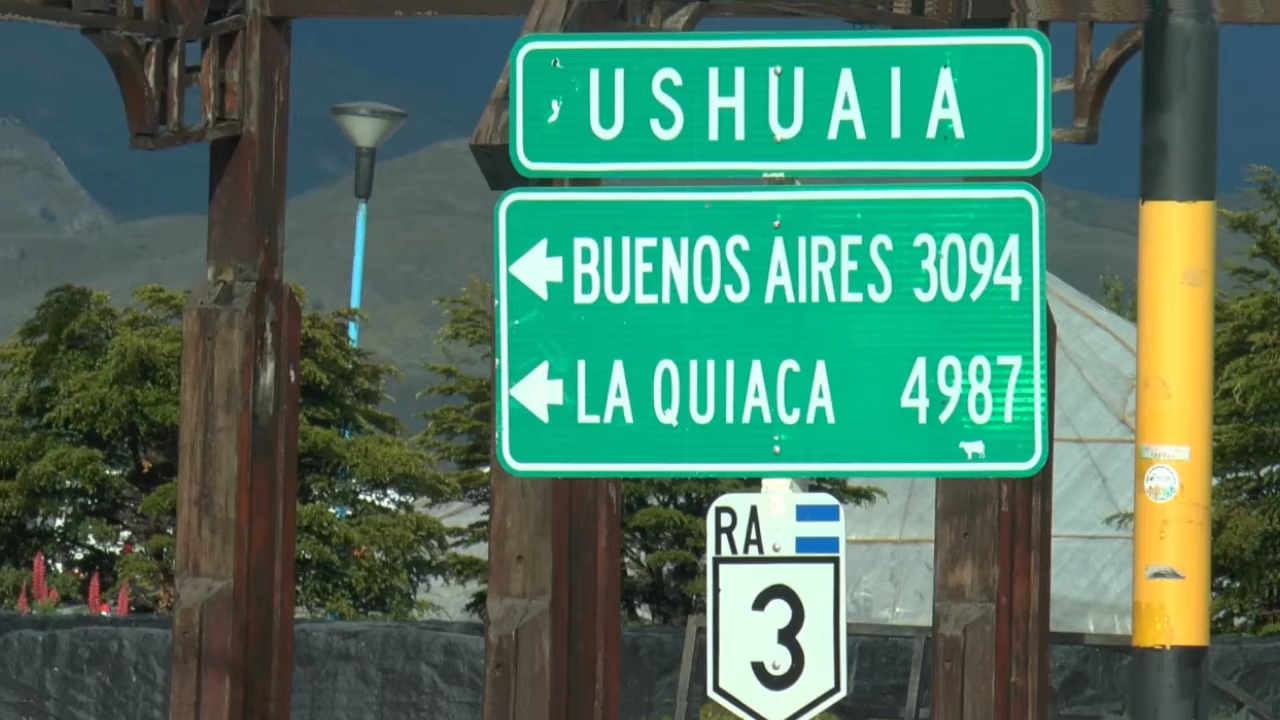 USHUAIA
BUENOS AIRES 3094
LA QUIACA 4987
RA
3